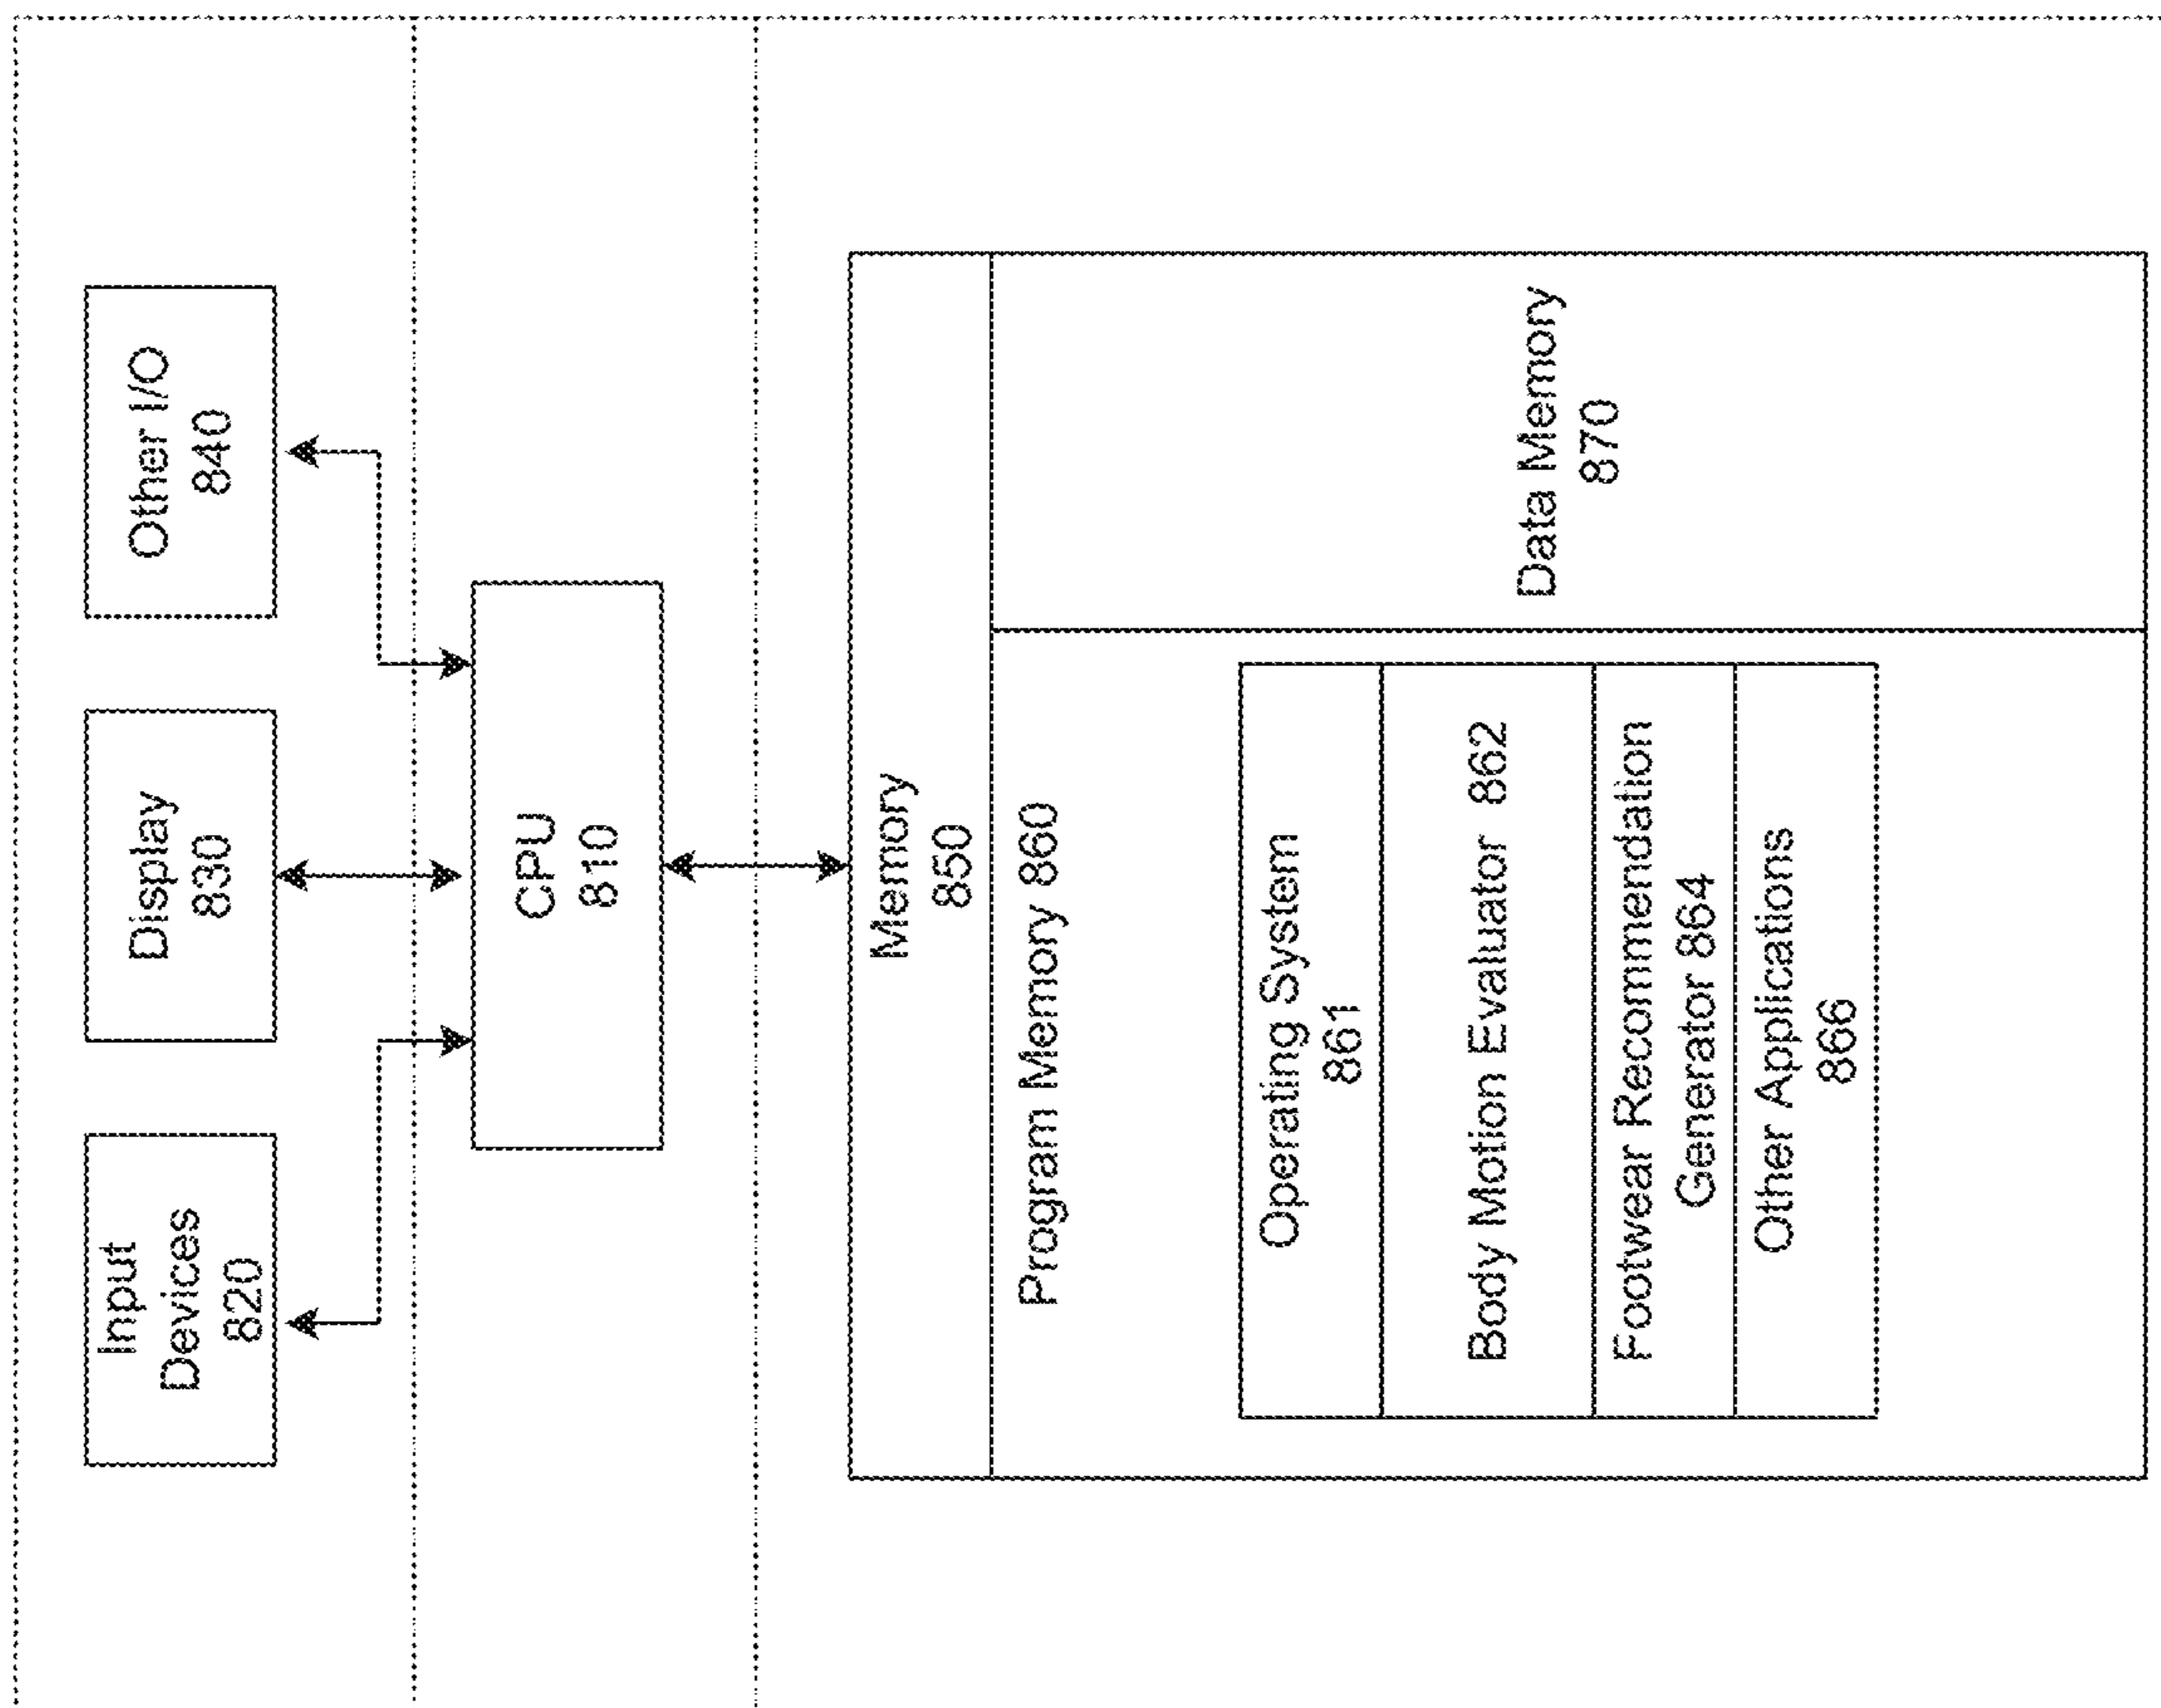 Input
Devices
820
Display
830
Other I/O
840
CPU
810
Memory
850
Program Memory 860
Operating System
861
Body Motion Evaluator 862
Footwear Recommendation
Generator 864
Other Applications
866
Data Memory
870